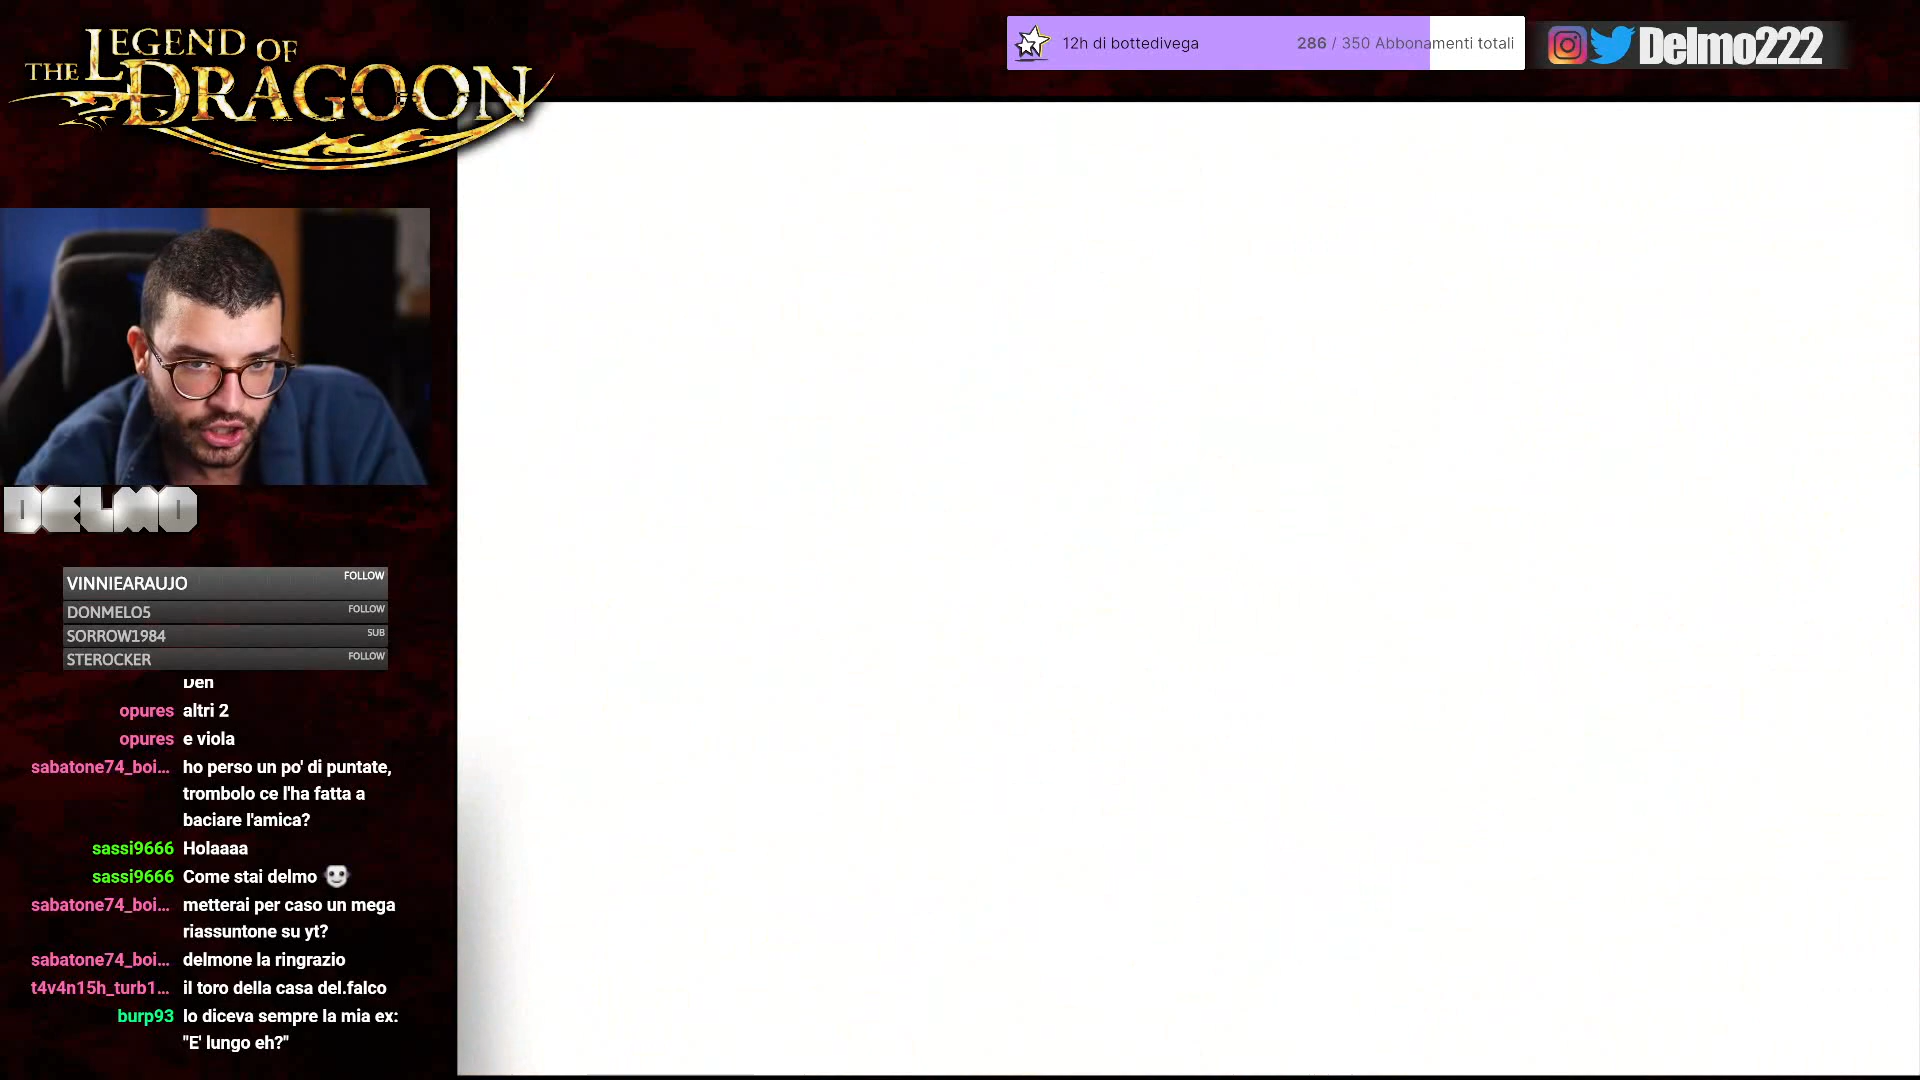 THE LEGEND OF
DRAGOON
12h di bottedivega
286 / 350 Abbonamenti totali
Delmo222
DELMO
VINNIEARAUJO FOLLOW
DONMELO5 FOLLOW
SORROW1984 SUB
STEROCKER FOLLOW
Den
opures altri 2
opures e viola
sabatone74_boi... ho perso un po' di puntate,
trombolo ce l'ha fatta a
baciare l'amica?
sassi9666 Holaaaa
sassi9666 Come stai delmo
sabatone74_boi... metterai per caso un mega
riassuntone su yt?
sabatone74_boi... delmone la ringrazio
t4v4n15h_turb1... il toro della casa del.falco
burp93 lo diceva sempre la mia ex:
"E' lungo eh?"